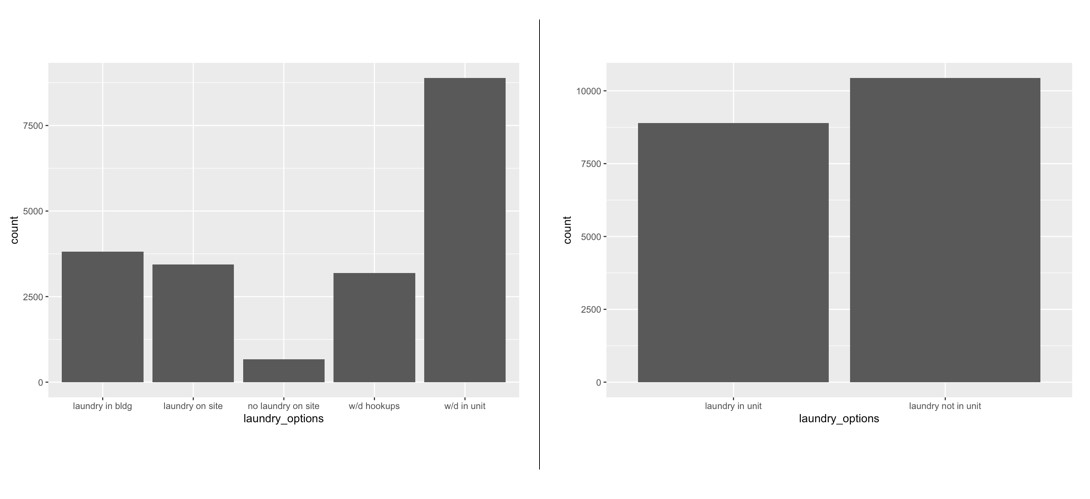 count
7500
5000
2500
0
laundry in bldg
laundry on site
no laundry on site
w/d hookups
w/d in unit
laundry_options
count
10000
7500
5000
2500
0
laundry in unit
laundry not in unit
laundry_options